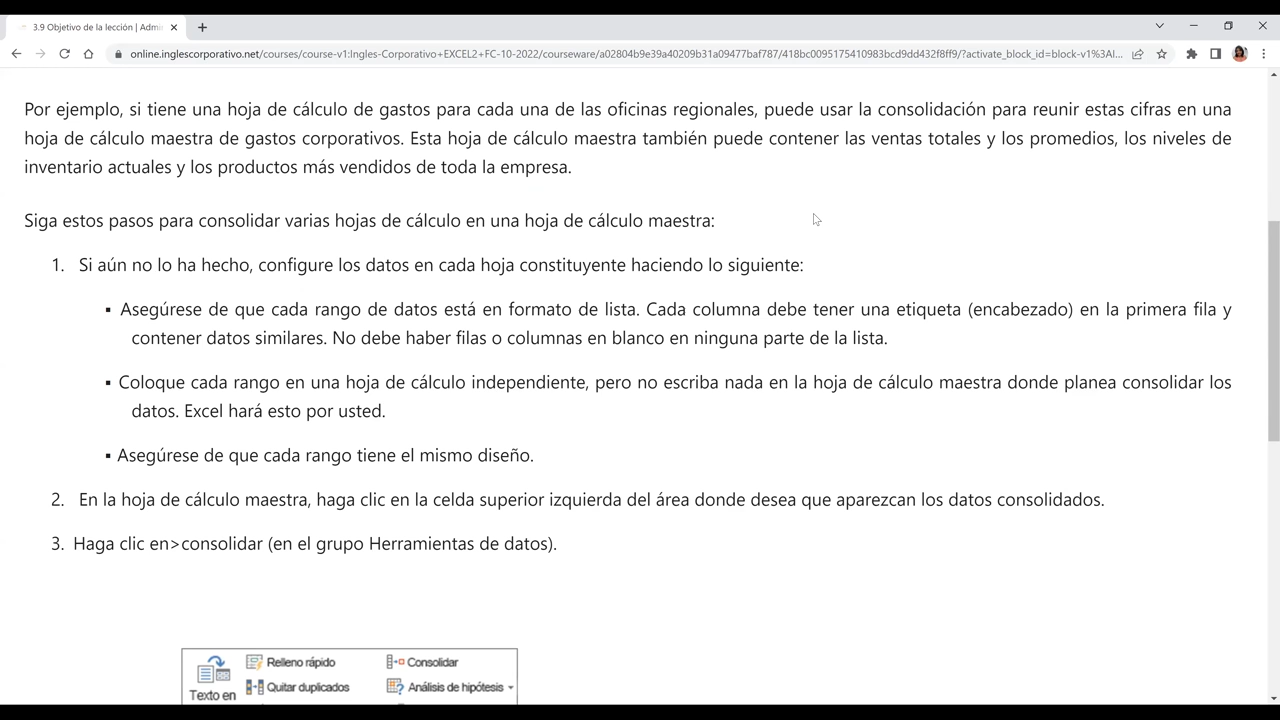 3.9 Objetivo de la lección | Admi
online.inglescorporativo.net/courses/course-v1:Ingles-Corporativo+EXCEL2+FC-10-2022/courseware/a02804b9e39a40209b31a09477baf787/418bc0095175410983bcd9dd432f8ff9/?activate_block_id=block-v1%3AI...
Por ejemplo, si tiene una hoja de cálculo de gastos para cada una de las oficinas regionales, puede usar la consolidación para reunir estas cifras en una
hoja de cálculo maestra de gastos corporativos. Esta hoja de cálculo maestra también puede contener las ventas totales y los promedios, los niveles de
inventario actuales y los productos más vendidos de toda la empresa.
Siga estos pasos para consolidar varias hojas de cálculo en una hoja de cálculo maestra:
1. Si aún no lo ha hecho, configure los datos en cada hoja constituyente haciendo lo siguiente:
▪ Asegúrese de que cada rango de datos está en formato de lista. Cada columna debe tener una etiqueta (encabezado) en la primera fila y
contener datos similares. No debe haber filas o columnas en blanco en ninguna parte de la lista.
▪ Coloque cada rango en una hoja de cálculo independiente, pero no escriba nada en la hoja de cálculo maestra donde planea consolidar los
datos. Excel hará esto por usted.
▪ Asegúrese de que cada rango tiene el mismo diseño.
2. En la hoja de cálculo maestra, haga clic en la celda superior izquierda del área donde desea que aparezcan los datos consolidados.
3. Haga clic en>consolidar (en el grupo Herramientas de datos).
Relleno rápido Consolidar
Quitar duplicados Análisis de hipótesis
Texto en